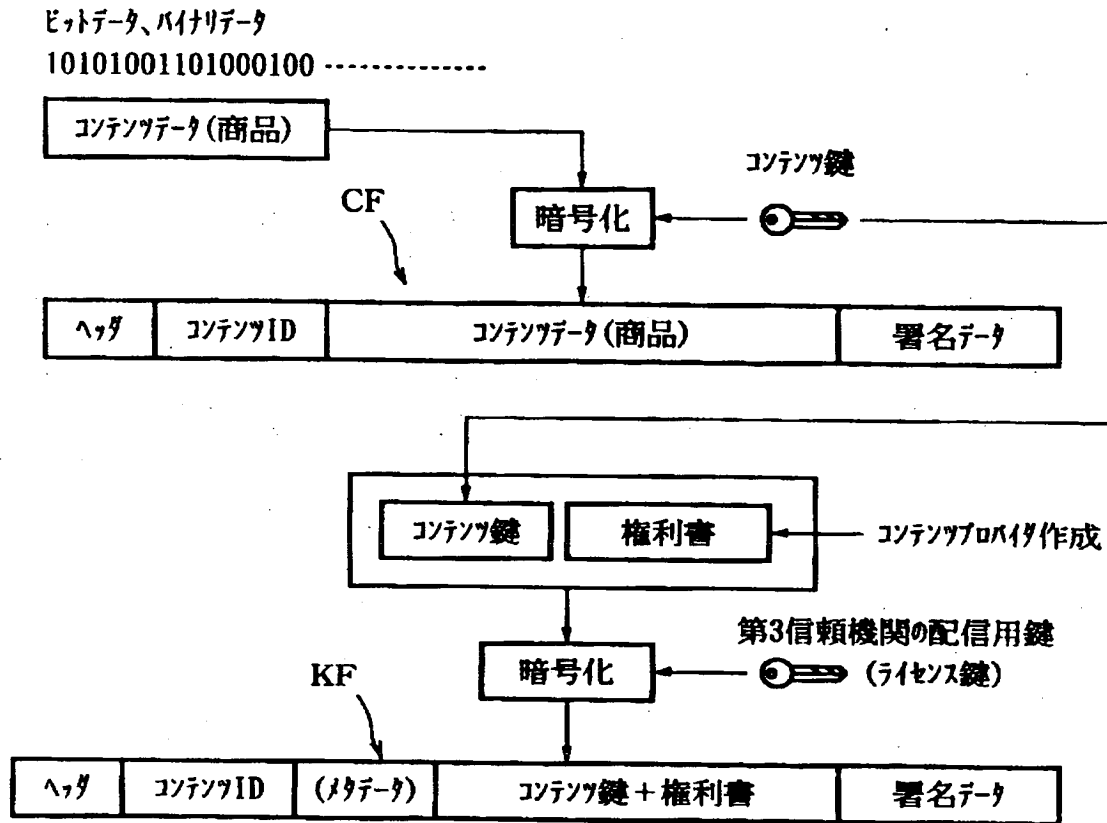 ビットデータ、バイナリデータ
10101001101000100 --------------
コンテンツデータ(商品)
コンテンツ鍵
CF
暗号化
ヘッダ コンテンツID コンテンツデータ(商品) 署名データ
コンテンツ鍵 権利書 コンテンツプロバイダ作成
第3信頼機関の配信用鍵
暗号化 (ライセンス鍵)
KF
ヘッダ コンテンツID (メタデータ) コンテンツ鍵+権利書 署名データ